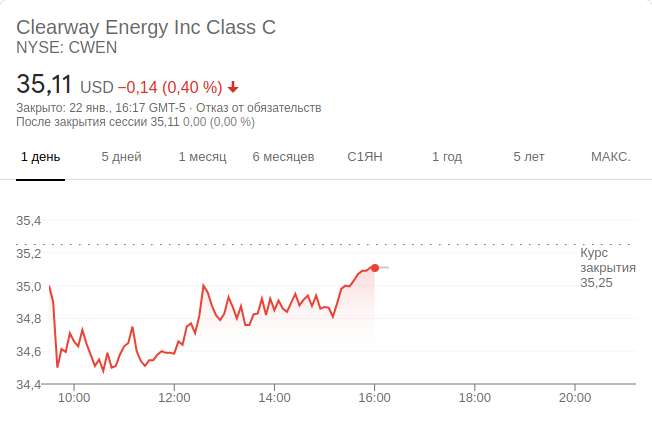 Clearway Energy Inc Class C
NYSE: CWEN
35,11 USD −0,14 (0,40 %)
Закрыто: 22 янв., 16:17 GMT-5 · Отказ от обязательств
После закрытия сессии 35,11 0,00 (0,00 %)
1 день 5 дней 1 месяц 6 месяцев С1ЯН 1 год 5 лет МАКС.
35,4
35,2
35,0
34,8
34,6
34,4
Курс
закрытия
35,25
10:00 12:00 14:00 16:00 18:00 20:00